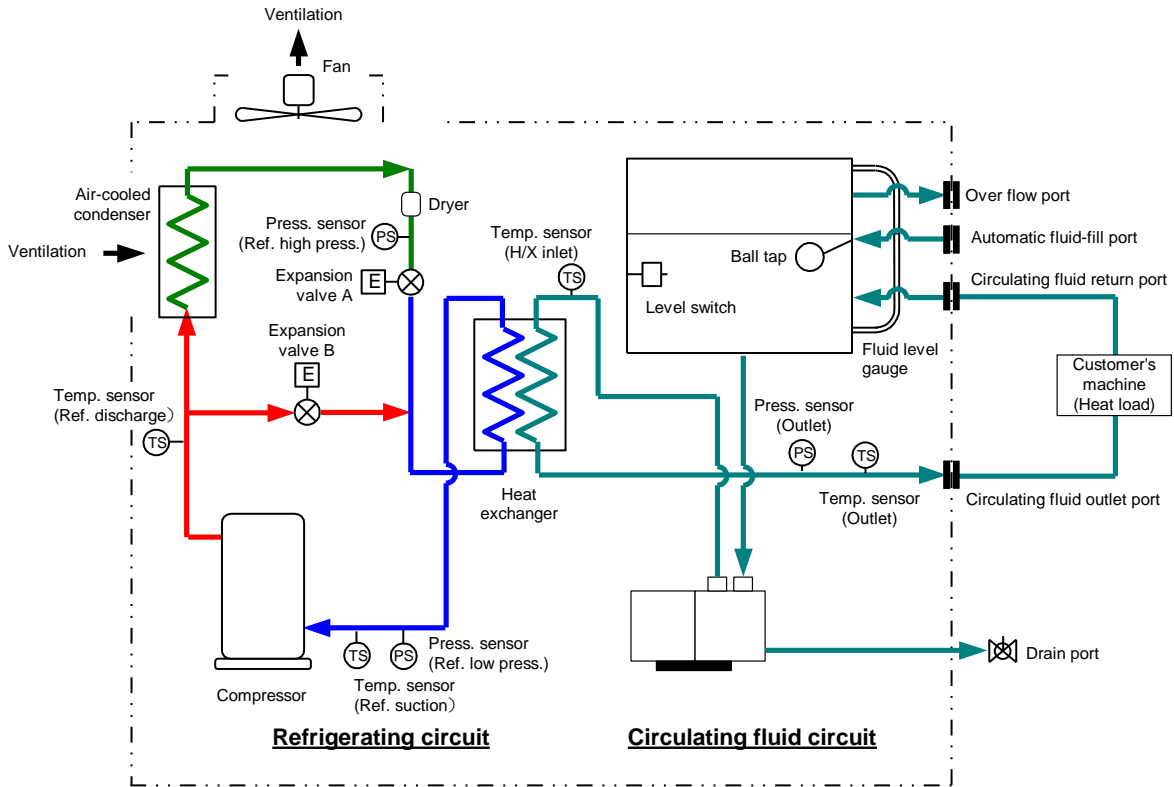 Ventilation
Fan
Air-cooled
condenser
Ventilation
Dryer
Press. sensor
(Ref. high press.)
PS
Expansion
valve A
E
Expansion
valve B
E
Temp. sensor
(Ref. discharge）
TS
Temp. sensor
(H/X inlet)
TS
Heat
exchanger
Compressor
TS
PS
Press. sensor
(Ref. low press.)
Temp. sensor
(Ref. suction）
Refrigerating circuit
Ball tap
Level switch
Fluid level
gauge
Over flow port
Automatic fluid-fill port
Circulating fluid return port
Customer's
machine
(Heat load)
Press. sensor
(Outlet)
PS
TS
Temp. sensor
(Outlet)
Circulating fluid outlet port
Drain port
Circulating fluid circuit